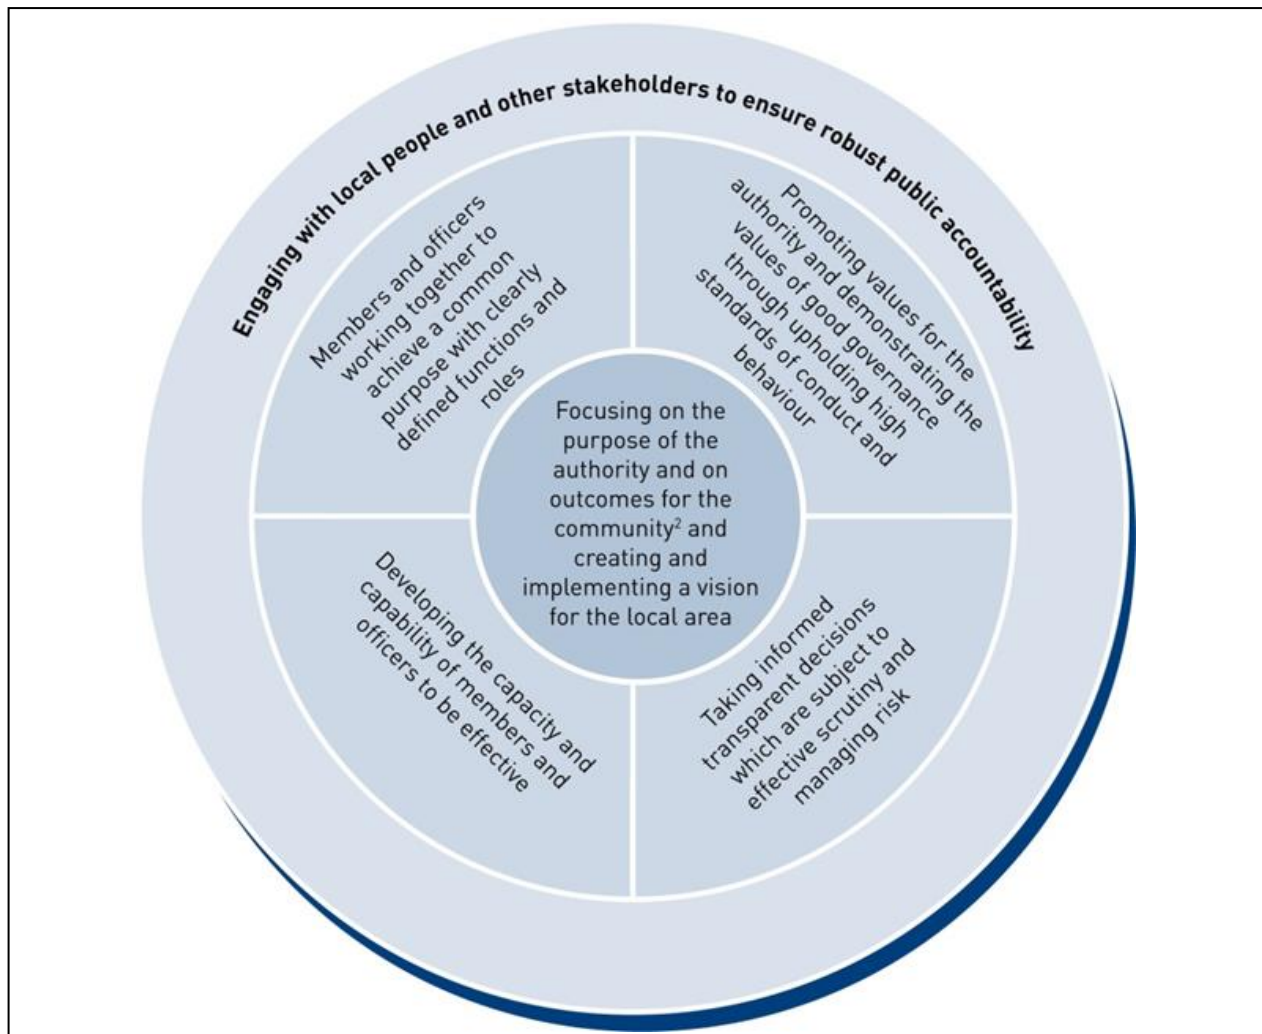 Engaging with local people and other stakeholders to ensure robust public accountability
Members and officers
working together to
achieve a common
purpose with clearly
defined functions and
roles
Promoting values for the
authority and demonstrating the
values of good governance
through upholding high
standards of conduct and
behaviour
Focusing on the
purpose of the
authority and on
outcomes for the
community² and
creating and
implementing a vision
for the local area
Developing the capacity and
capability of members and
officers to be effective
Taking informed
transparent decisions
which are subject to
effective scrutiny and
managing risk